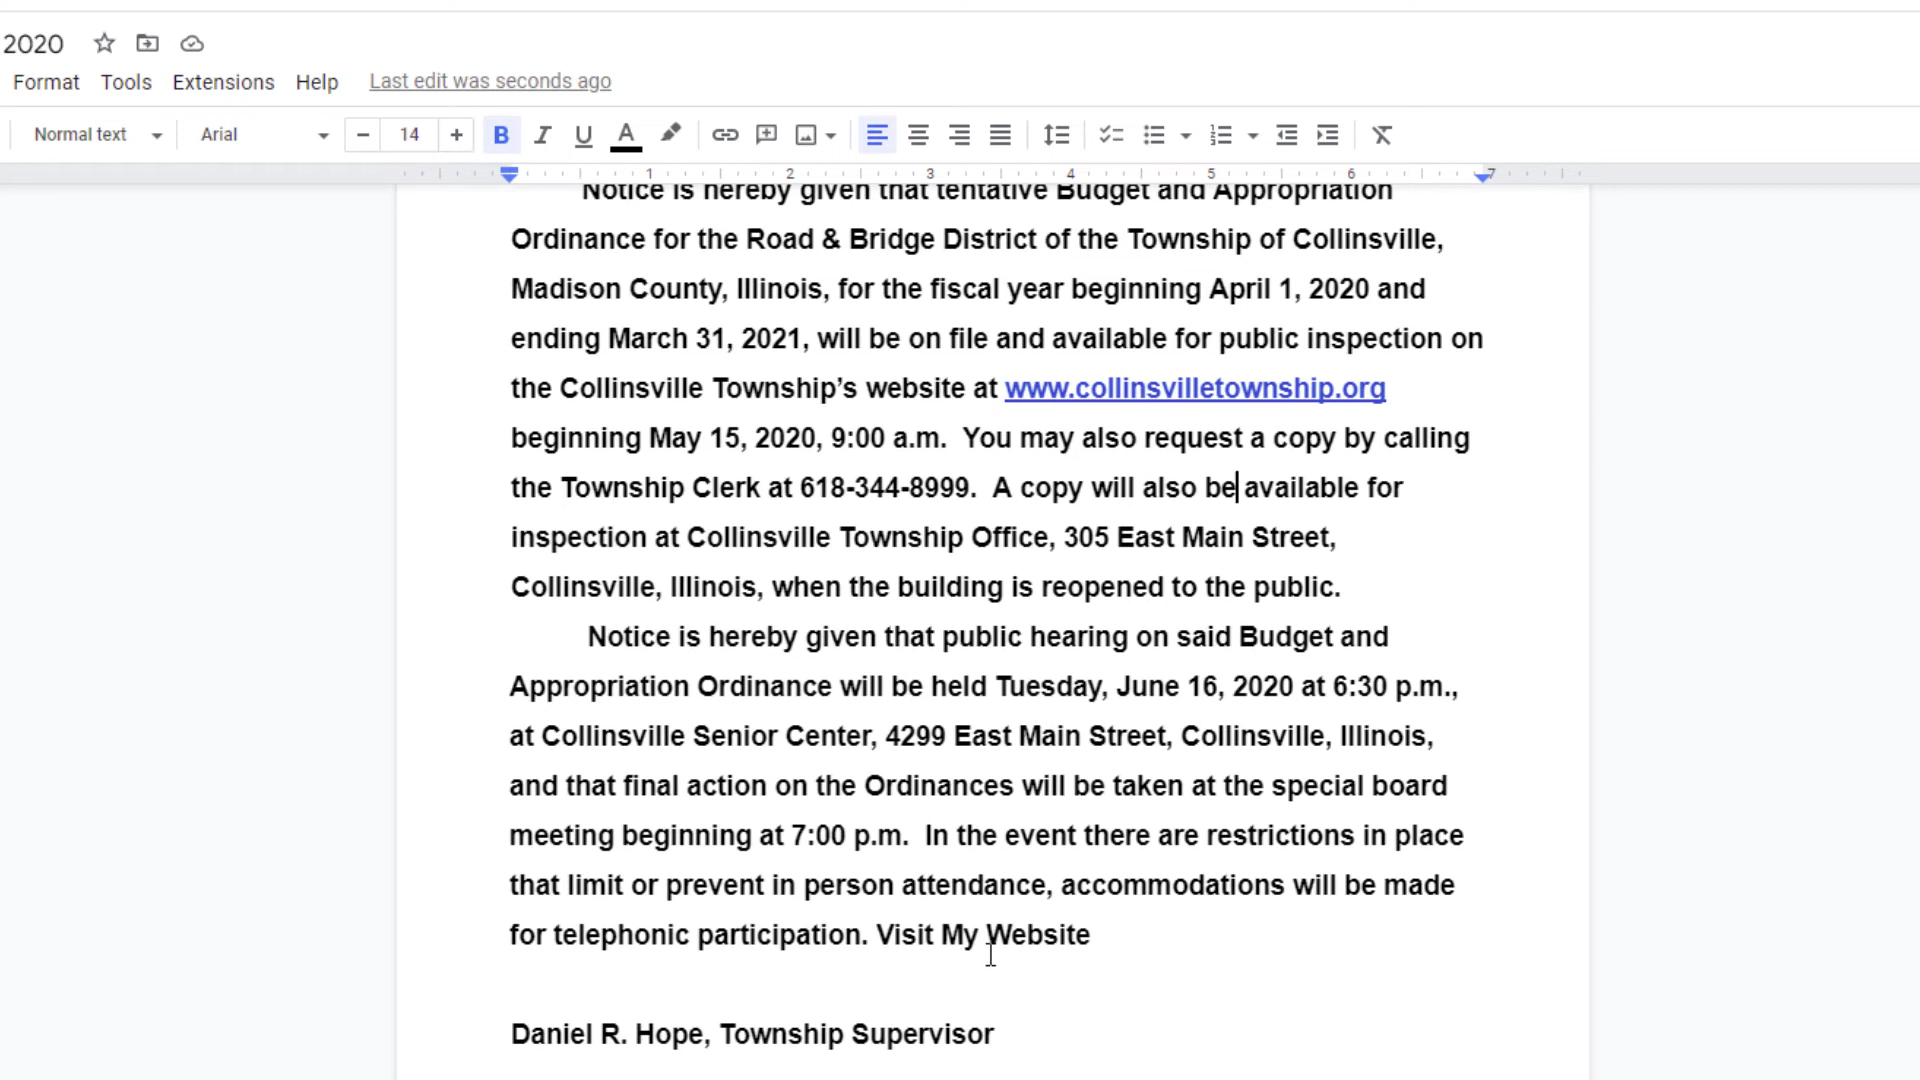 2020
Format Tools Extensions Help Last edit was seconds ago
Normal text Arial 14 B I U A
1 2 3 4 5 6 7
Notice is hereby given that tentative Budget and Appropriation
Ordinance for the Road & Bridge District of the Township of Collinsville,
Madison County, Illinois, for the fiscal year beginning April 1, 2020 and
ending March 31, 2021, will be on file and available for public inspection on
the Collinsville Township’s website at www.collinsvilletownship.org
beginning May 15, 2020, 9:00 a.m.  You may also request a copy by calling
the Township Clerk at 618-344-8999.  A copy will also be available for
inspection at Collinsville Township Office, 305 East Main Street,
Collinsville, Illinois, when the building is reopened to the public.
Notice is hereby given that public hearing on said Budget and
Appropriation Ordinance will be held Tuesday, June 16, 2020 at 6:30 p.m.,
at Collinsville Senior Center, 4299 East Main Street, Collinsville, Illinois,
and that final action on the Ordinances will be taken at the special board
meeting beginning at 7:00 p.m.  In the event there are restrictions in place
that limit or prevent in person attendance, accommodations will be made
for telephonic participation. Visit My Website
Daniel R. Hope, Township Supervisor